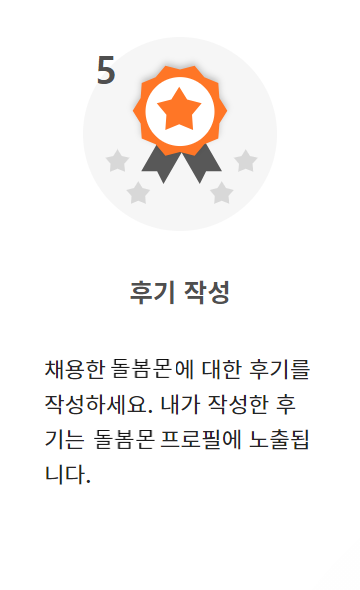 5
후기 작성
채용한 돌봄몬에 대한 후기를
작성하세요. 내가 작성한 후
기는 돌봄몬 프로필에 노출됩
니다.